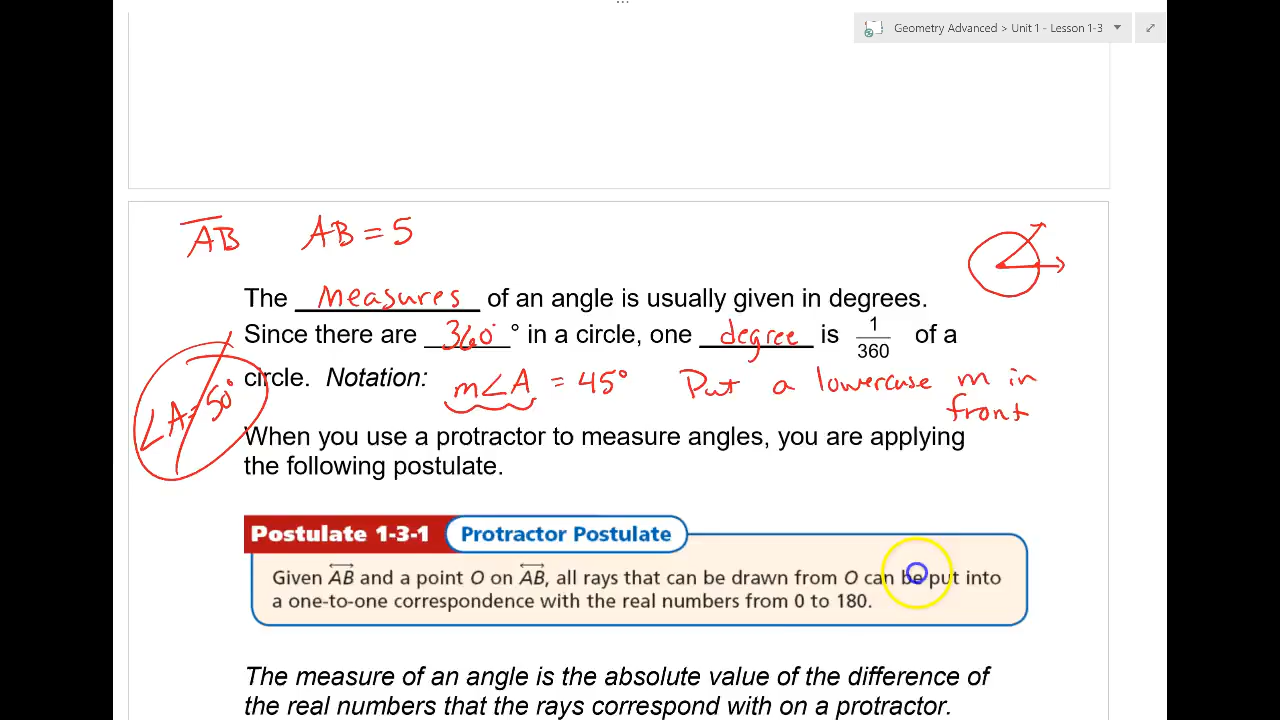 Geometry Advanced > Unit 1 - Lesson 1-3
AB AB = 5
The measures of an angle is usually given in degrees.
Since there are 360° ° in a circle, one degree is 1/360 of a
circle. Notation: m∠A = 45° Put a lowercase m in
front
∠A = 50°
When you use a protractor to measure angles, you are applying
the following postulate.
Postulate 1-3-1 Protractor Postulate
Given AB and a point O on AB, all rays that can be drawn from O can be put into
a one-to-one correspondence with the real numbers from 0 to 180.
The measure of an angle is the absolute value of the difference of
the real numbers that the rays correspond with on a protractor.